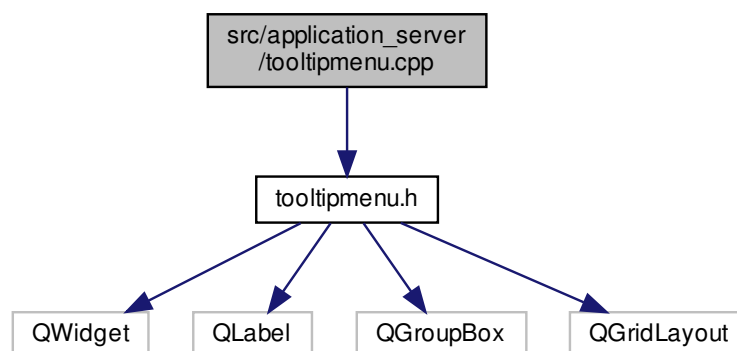 src/application_server
/tooltipmenu.cpp
tooltipmenu.h
QWidget
QLabel
QGroupBox
QGridLayout